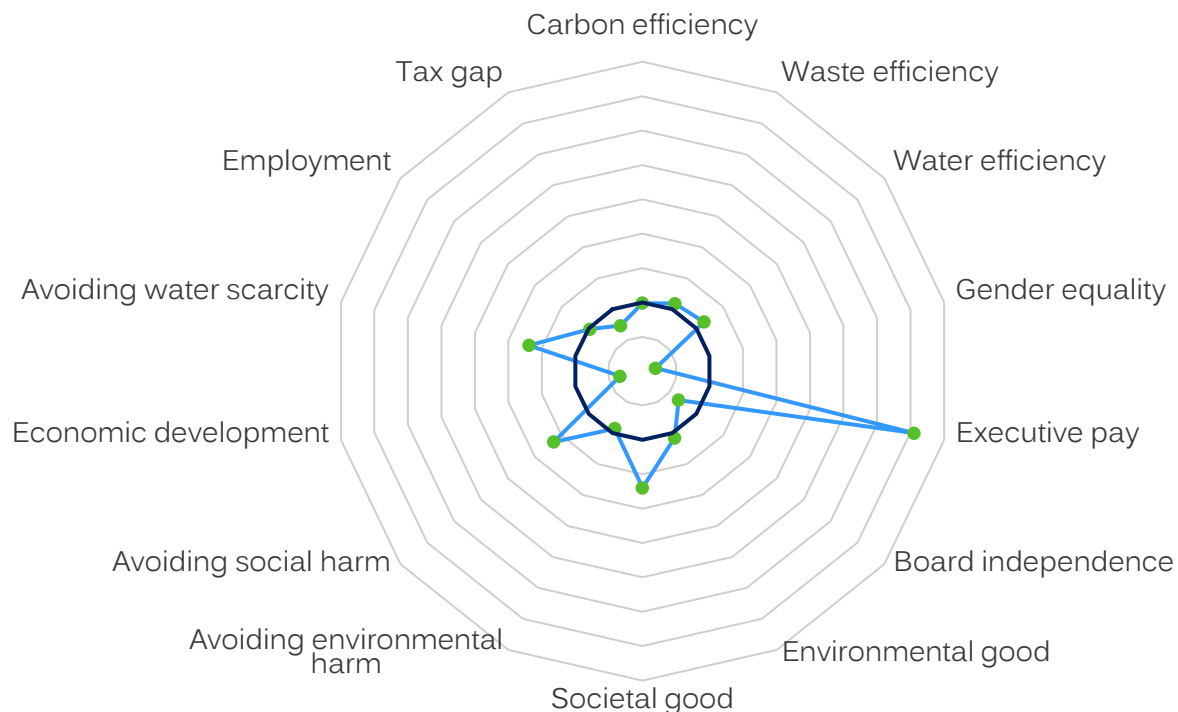 Carbon efficiency
Tax gap
Waste efficiency
Employment
Water efficiency
Avoiding water scarcity
Gender equality
Economic development
Executive pay
Avoiding social harm
Board independence
Avoiding environmental
harm
Environmental good
Societal good